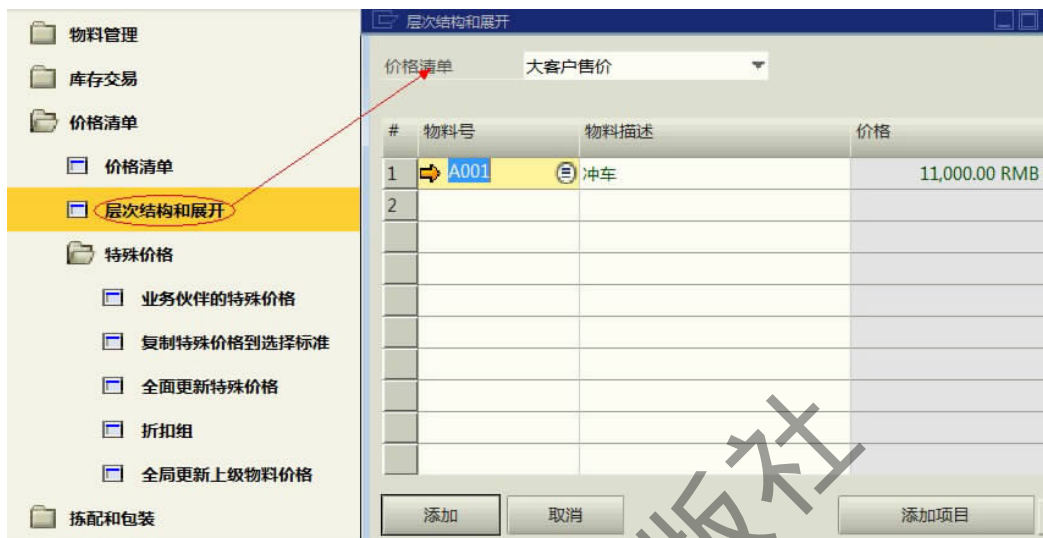 物料管理
库存交易
价格清单
价格清单
层次结构和展开
特殊价格
业务伙伴的特殊价格
复制特殊价格到选择标准
全面更新特殊价格
折扣组
全局更新上级物料价格
拣配和包装
层次结构和展开
价格清单 大客户售价
# 物料号 物料描述 价格
1 A001 冲车 11,000.00 RMB
2
添加 取消 添加项目
版社